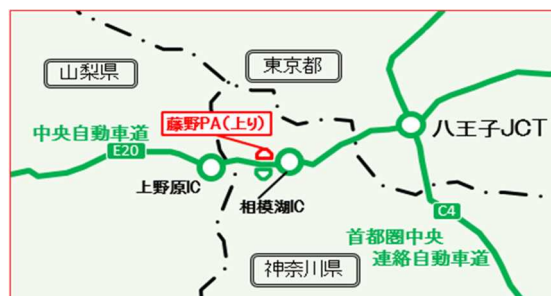 東京都
山梨県
藤野PA(上り)
中央自動車道
E20
八王子JCT
上野原IC
相模湖IC
C4
首都圏中央
連絡自動車道
神奈川県